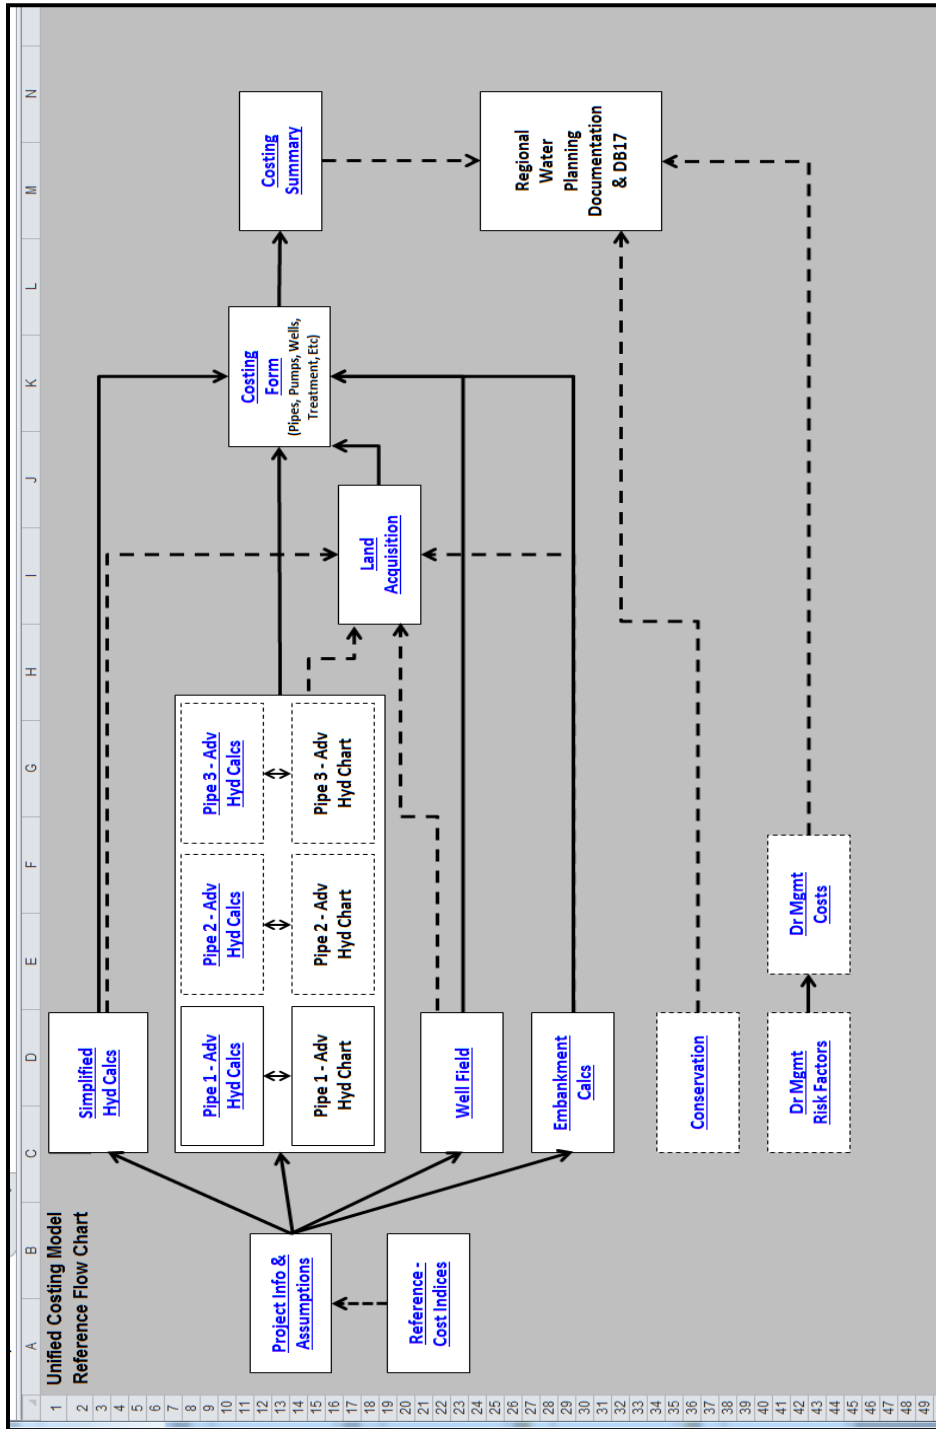 Unified Costing Model
Reference Flow Chart
A
B
C
D
E
F
G
H
I
J
K
L
M
N
1
2
3
4
5
6
7
8
9
10
11
12
13
14
15
16
17
18
19
20
21
22
23
24
25
26
27
28
29
30
31
32
33
34
35
36
37
38
39
40
41
42
43
44
45
46
47
48
49
Project Info &
Assumptions
Reference -
Cost Indices
Simplified
Hyd Calcs
Pipe 1 - Adv
Hyd Calcs
Pipe 2 - Adv
Hyd Calcs
Pipe 3 - Adv
Hyd Calcs
Pipe 1 - Adv
Hyd Chart
Pipe 2 - Adv
Hyd Chart
Pipe 3 - Adv
Hyd Chart
Well Field
Embankment
Calcs
Conservation
Dr Mgmt
Risk Factors
Dr Mgmt
Costs
Land
Acquisition
Costing
Form
(Pipes, Pumps, Wells,
Treatment, Etc)
Costing
Summary
Regional
Water
Planning
Documentation
& DB17